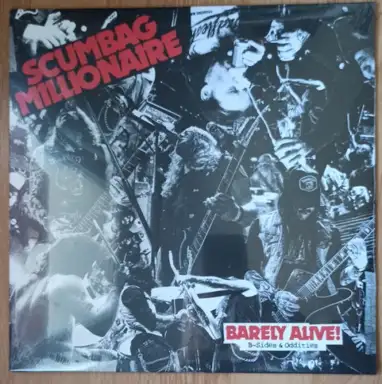 SCUMBAG
MILLIONAIRE
BARELY ALIVE!
B-Sides & Oddities